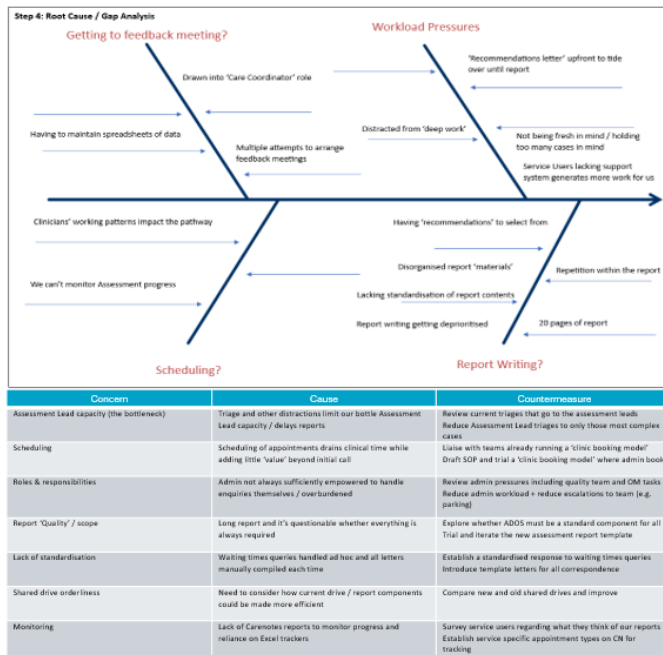 Step 4: Root Cause / Gap Analysis
Getting to feedback meeting?
Workload Pressures
'Recommendations letter' upfront to tide
over until report
Drawn into 'Care Coordinator' role
Having to maintain spreadsheets of data
Distracted from 'deep work'
Not being fresh in mind / holding
too many cases in mind
Multiple attempts to arrange
feedback meetings
Service Users lacking support
system generates more work for us
Clinicians' working patterns impact the pathway
Having 'recommendations' to select from
Disorganised report 'materials'
Repetition within the report
We can't monitor Assessment progress
Lacking standardisation of report contents
Report writing getting deprioritised
20 pages of report
Scheduling?
Report Writing?
Concern
Cause
Countermeasure
Assessment Lead capacity (the bottleneck)
Triage and other distractions limit our bottle Assessment
Lead capacity / delays reports
Review current triages that go to the assessment leads
Reduce Assessment Lead triages to only those most complex
cases
Scheduling
Scheduling of appointments drains clinical time while
adding little 'value' beyond initial call
Liaise with teams already running a 'clinic booking model'
Draft SOP and trial a 'clinic booking model' where admin book
Roles & responsibilities
Admin not always sufficiently empowered to handle
enquiries themselves / overburdened
Review admin pressures including quality team and OM tasks
Reduce admin workload + reduce escalations to team (e.g.
parking)
Report 'Quality' / scope
Long report and it's questionable whether everything is
always required
Explore whether ADOS must be a standard component for all
Trial and iterate the new assessment report template
Lack of standardisation
Waiting times queries handled ad hoc and all letters
manually compiled each time
Establish a standardised response to waiting times queries
Introduce template letters for all correspondence
Shared drive orderliness
Need to consider how current drive / report components
could be made more efficient
Compare new and old shared drives and improve
Monitoring
Lack of Carenotes reports to monitor progress and
reliance on Excel trackers
Survey service users regarding what they think of our reports
Establish service specific appointment types on CN for
tracking